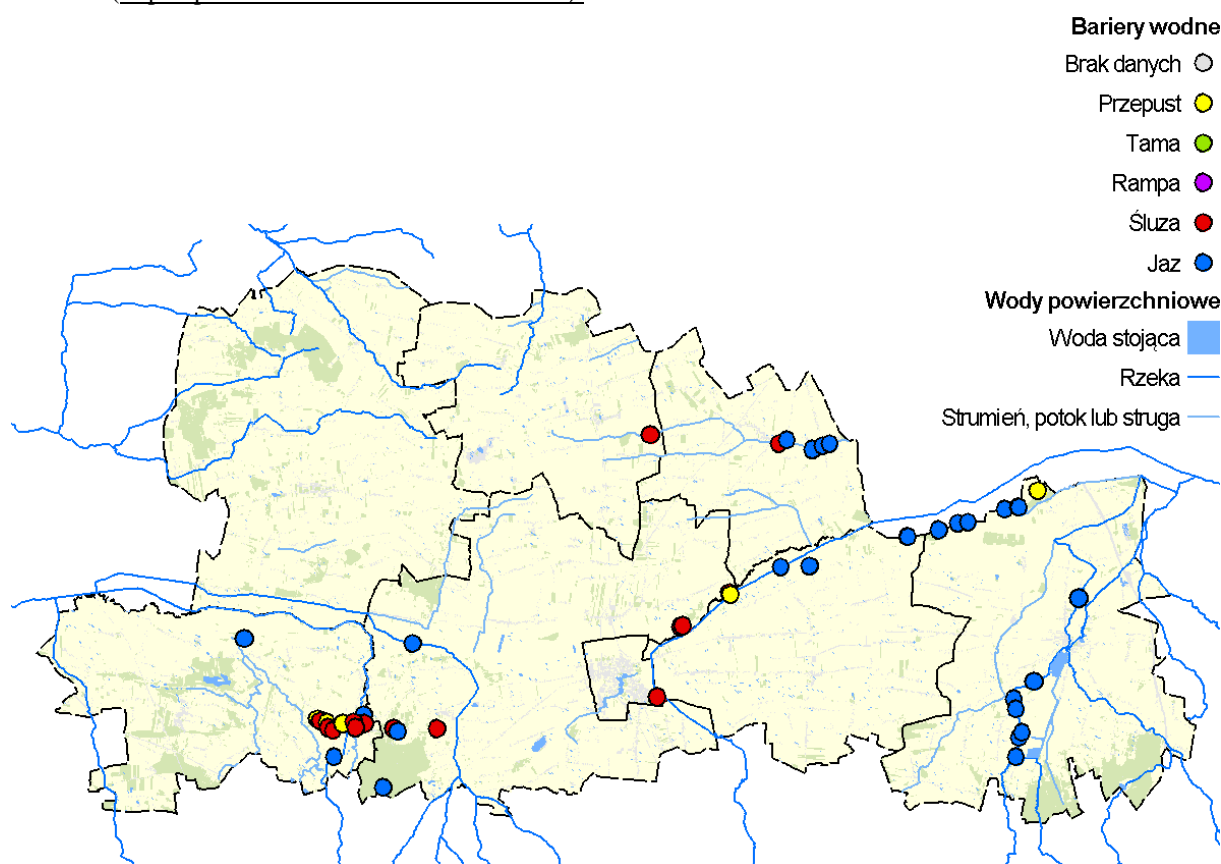 Bariery wodne
Brak danych
Przepust
Tama
Rampa
Śluza
Jaz
Wody powierzchniowe
Woda stojąca
Rzeka
Strumień, potok lub struga